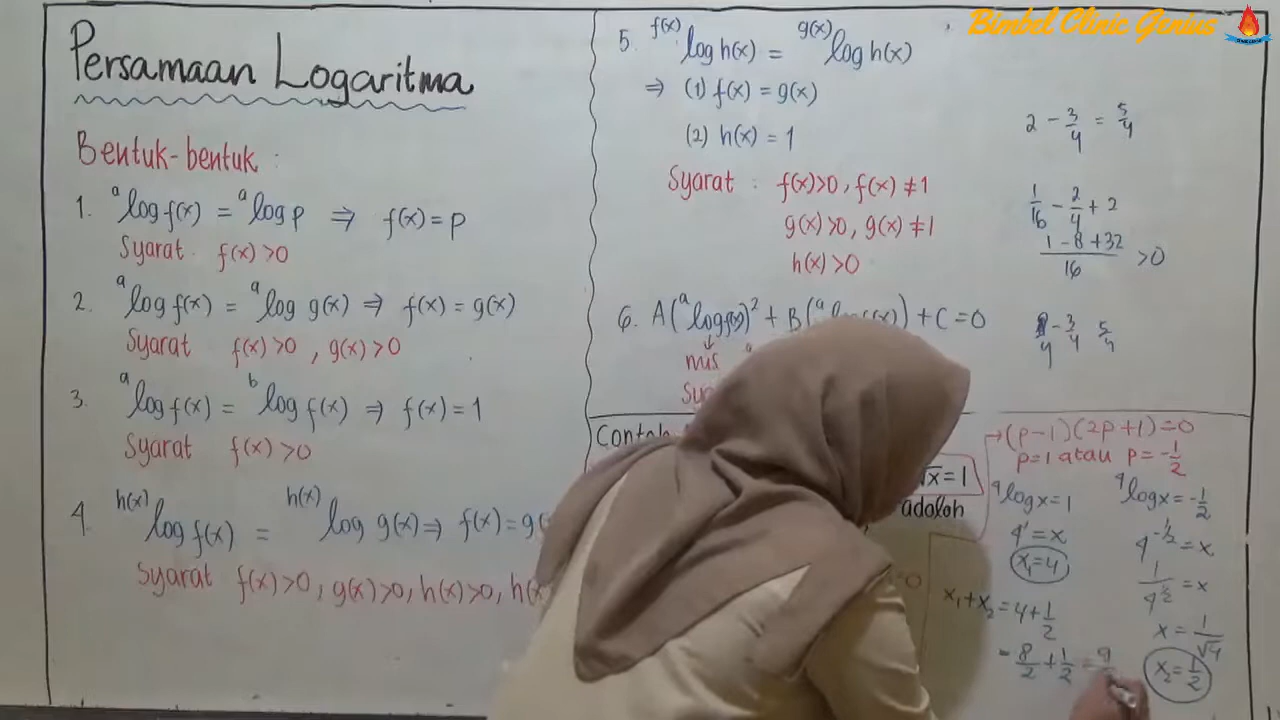 Bimbel Clinic Genius
Persamaan Logaritma
Bentuk-bentuk :
1. ᵃlog f(x) = ᵃlog p ⇒ f(x) = p
Syarat f(x) >0
2. ᵃlog f(x) = ᵃlog g(x) ⇒ f(x) = g(x)
Syarat f(x) >0 , g(x) >0
3. ᵃlog f(x) = ᵇlog f(x) ⇒ f(x) = 1
Syarat f(x) >0
4. ʰ⁽ˣ⁾log f(x) = ʰ⁽ˣ⁾log g(x) ⇒ f(x) = g(
Syarat f(x) >0, g(x) >0, h(x) >0, h(x
5. ᶠ⁽ˣ⁾log h(x) = ᵍ⁽ˣ⁾log h(x)
⇒ (1) f(x) = g(x)
(2) h(x) = 1
Syarat : f(x) >0, f(x) ≠1
g(x) >0, g(x) ≠1
h(x) >0
6. A(ᵃlog f(x))² + B(ᵃlog f(x)) + C = 0
↓
mis
2 - 3/4 = 5/4
1/16 - 2/4 + 2
(1 - 8 + 32)/16 >0
- 3/4 5/4
Contoh
√x = 1
adalah
→ (p-1)(2p+1)=0
p=1 atau p = -1/2
⁴log x = 1
4¹ = x
x₁=4
⁴log x = -1/2
4^(-1/2) = x
1/4^(1/2) = x
x = 1/√4
x₂ = 1/2
x₁+x₂ = 4 + 1/2
= 8/2 + 1/2 = 9